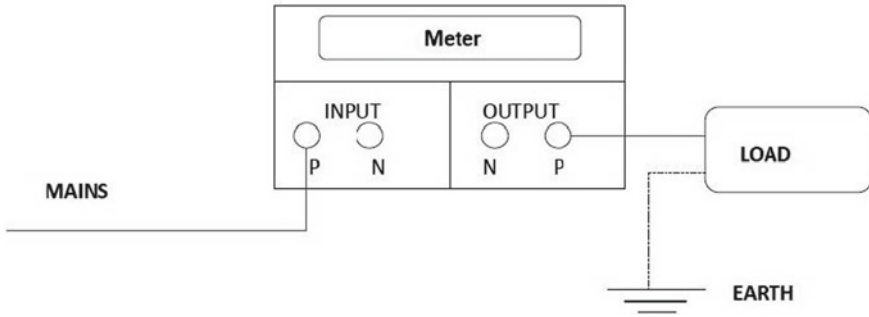 Meter
INPUT OUTPUT
P N N P
LOAD
MAINS
EARTH